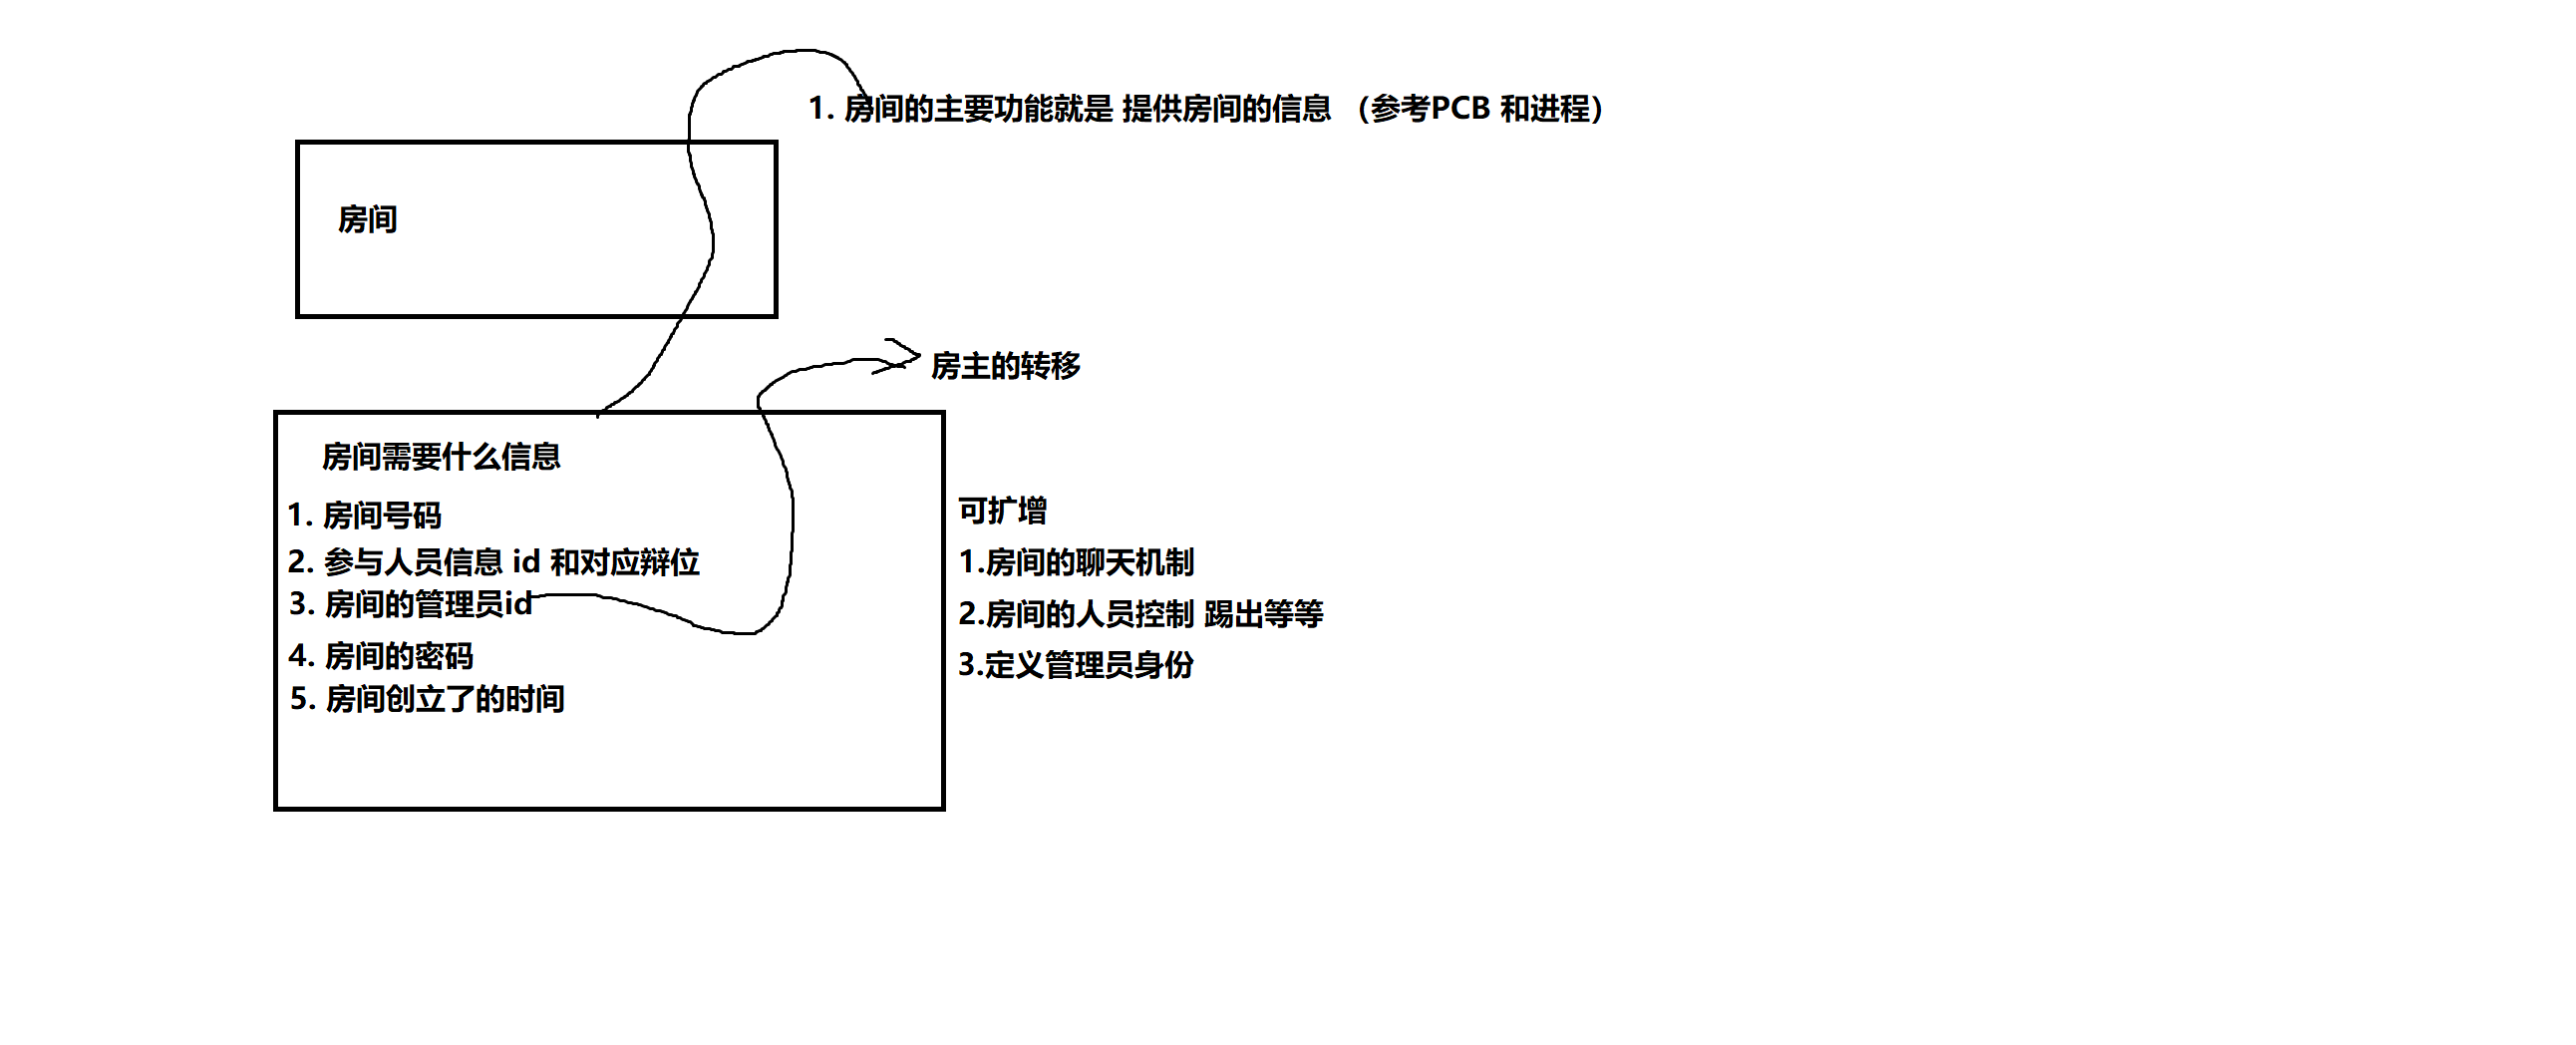 1. 房间的主要功能就是 提供房间的信息 （参考PCB 和进程）
房间
房主的转移
房间需要什么信息
1. 房间号码
2. 参与人员信息 id 和对应辩位
3. 房间的管理员id
4. 房间的密码
5. 房间创立了的时间
可扩增
1.房间的聊天机制
2.房间的人员控制 踢出等等
3.定义管理员身份